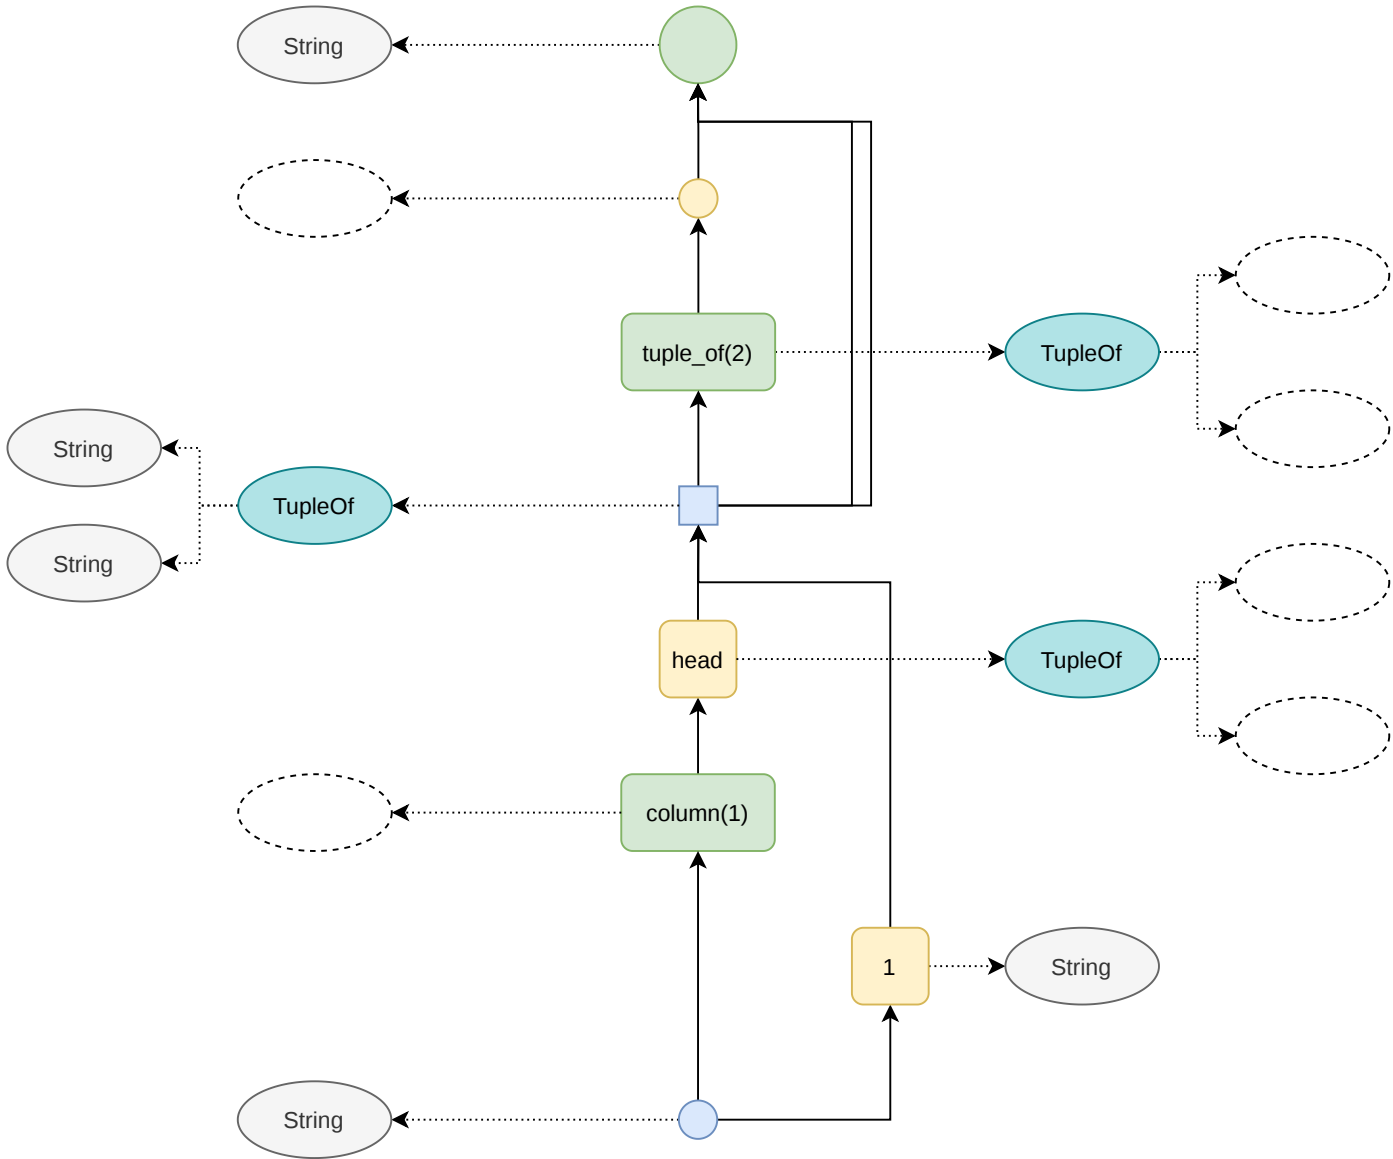 String
tuple_of(2)
TupleOf
String
TupleOf
String
head
TupleOf
column(1)
1
String
String